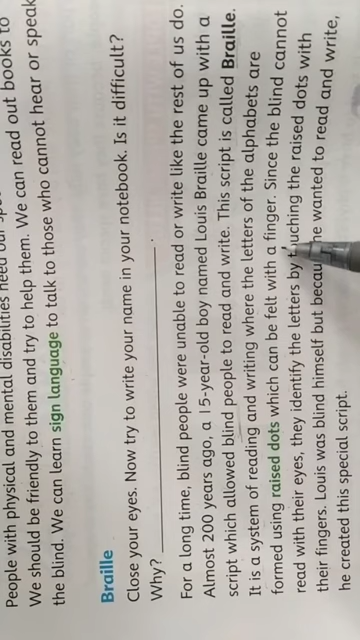 People with physical and mental disabilities need our
We should be friendly to them and try to help them. We can read out books to
the blind. We can learn sign language to talk to those who cannot hear or speak
Braille
Close your eyes. Now try to write your name in your notebook. Is it difficult?
Why?
For a long time, blind people were unable to read or write like the rest of us do.
Almost 200 years ago, a 15-year-old boy named Louis Braille came up with a
script which allowed blind people to read and write. This script is called Braille.
It is a system of reading and writing where the letters of the alphabets are
formed using raised dots which can be felt with a finger. Since the blind cannot
read with their eyes, they identify the letters by touching the raised dots with
their fingers. Louis was blind himself but because he wanted to read and write,
he created this special script.